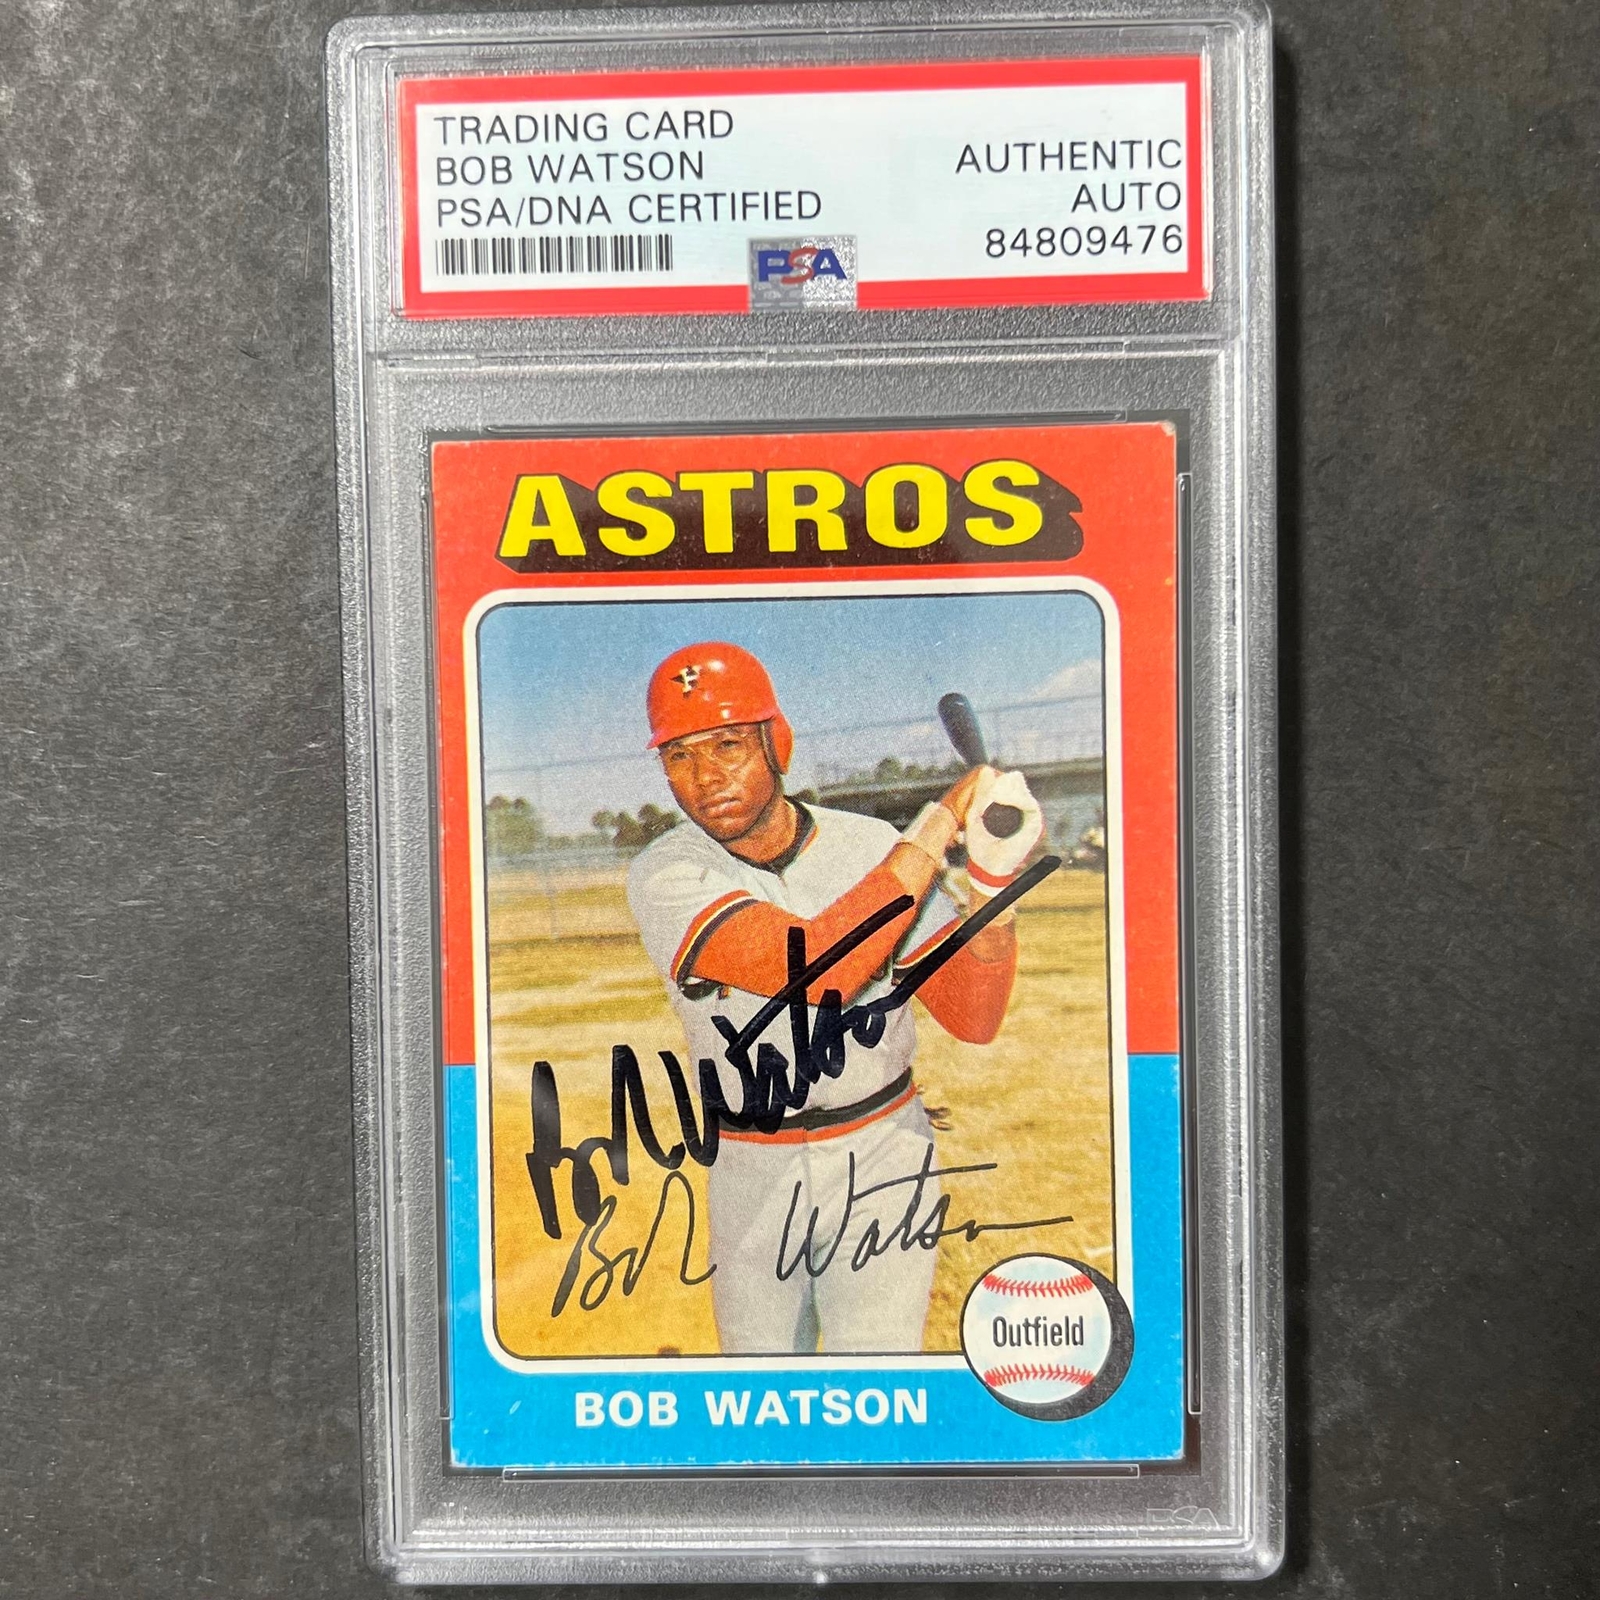 TRADING CARD
BOB WATSON
PSA/DNA CERTIFIED
AUTHENTIC
AUTO
84809476
PSA
ASTROS
Bob Watson
Bob Watson
Outfield
BOB WATSON
PSA